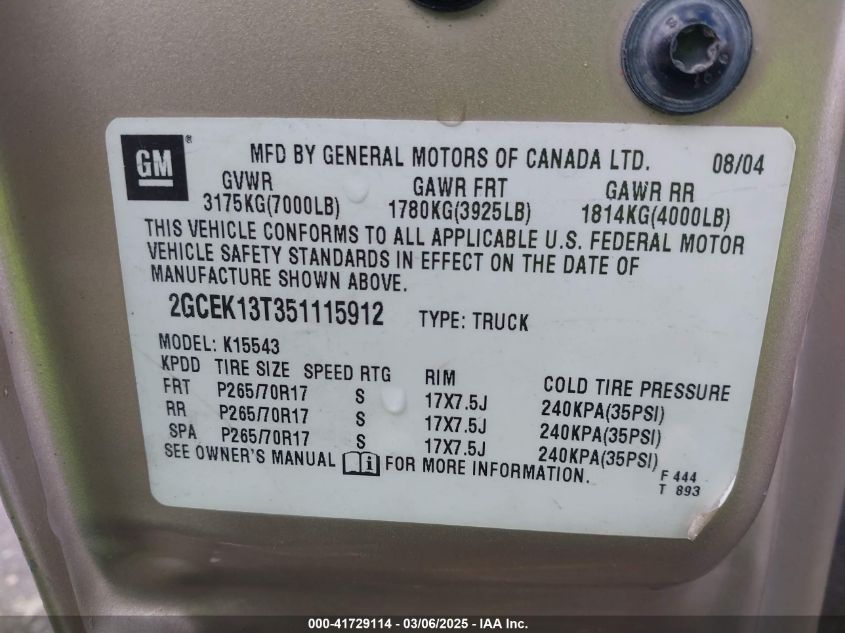 GM ®
MFD BY GENERAL MOTORS OF CANADA LTD. 08/04
GVWR GAWR FRT GAWR RR
3175KG(7000LB) 1780KG(3925LB) 1814KG(4000LB)
THIS VEHICLE CONFORMS TO ALL APPLICABLE U.S. FEDERAL MOTOR
VEHICLE SAFETY STANDARDS IN EFFECT ON THE DATE OF
MANUFACTURE SHOWN ABOVE.
2GCEK13T351115912 TYPE: TRUCK
MODEL: K15543
KPDD TIRE SIZE SPEED RTG RIM COLD TIRE PRESSURE
FRT P265/70R17 S 17X7.5J 240KPA(35PSI)
RR P265/70R17 S 17X7.5J 240KPA(35PSI)
SPA P265/70R17 S 17X7.5J 240KPA(35PSI)
SEE OWNER'S MANUAL i FOR MORE INFORMATION.
F 444
T 893
000-41729114 - 03/06/2025 - IAA Inc.